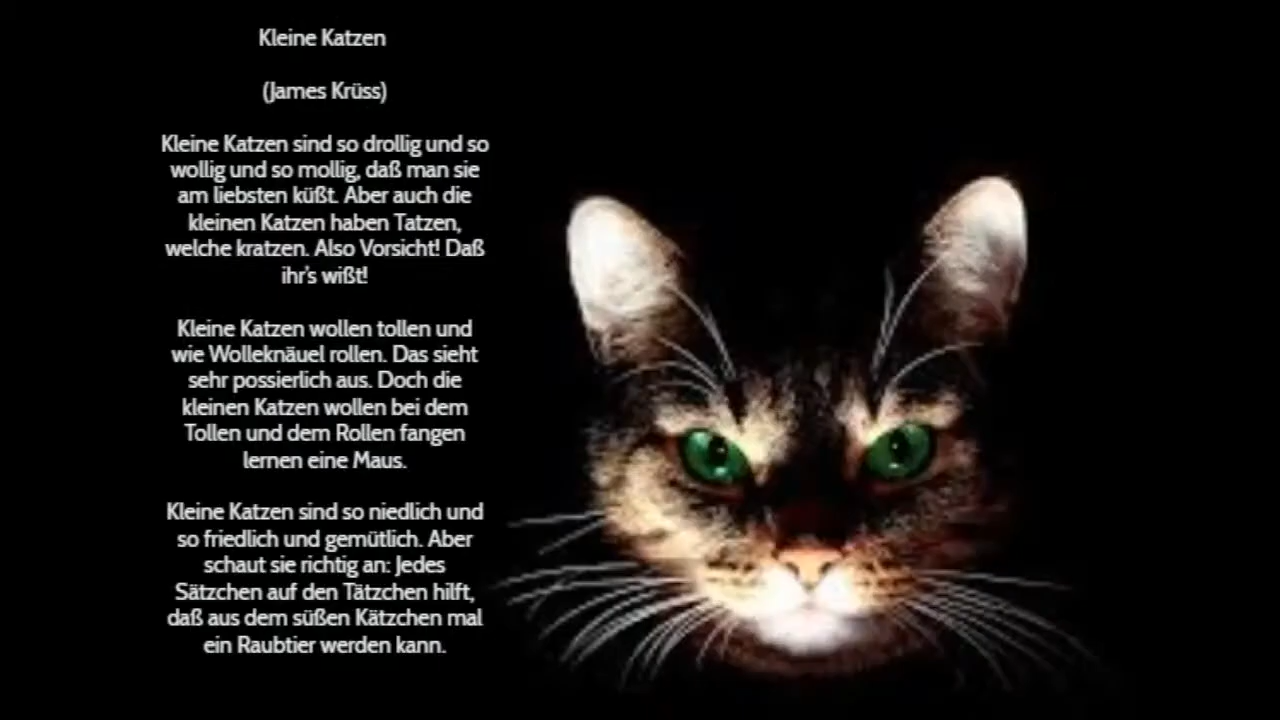 Kleine Katzen
(James Krüss)
Kleine Katzen sind so drollig und so
wollig und so mollig, daß man sie
am liebsten küßt. Aber auch die
kleinen Katzen haben Tatzen,
welche kratzen. Also Vorsicht! Daß
ihr's wißt!
Kleine Katzen wollen tollen und
wie Wolleknäuel rollen. Das sieht
sehr possierlich aus. Doch die
kleinen Katzen wollen bei dem
Tollen und dem Rollen fangen
lernen eine Maus.
Kleine Katzen sind so niedlich und
so friedlich und gemütlich. Aber
schaut sie richtig an: Jedes
Sätzchen auf den Tätzchen hilft,
daß aus dem süßen Kätzchen mal
ein Raubtier werden kann.